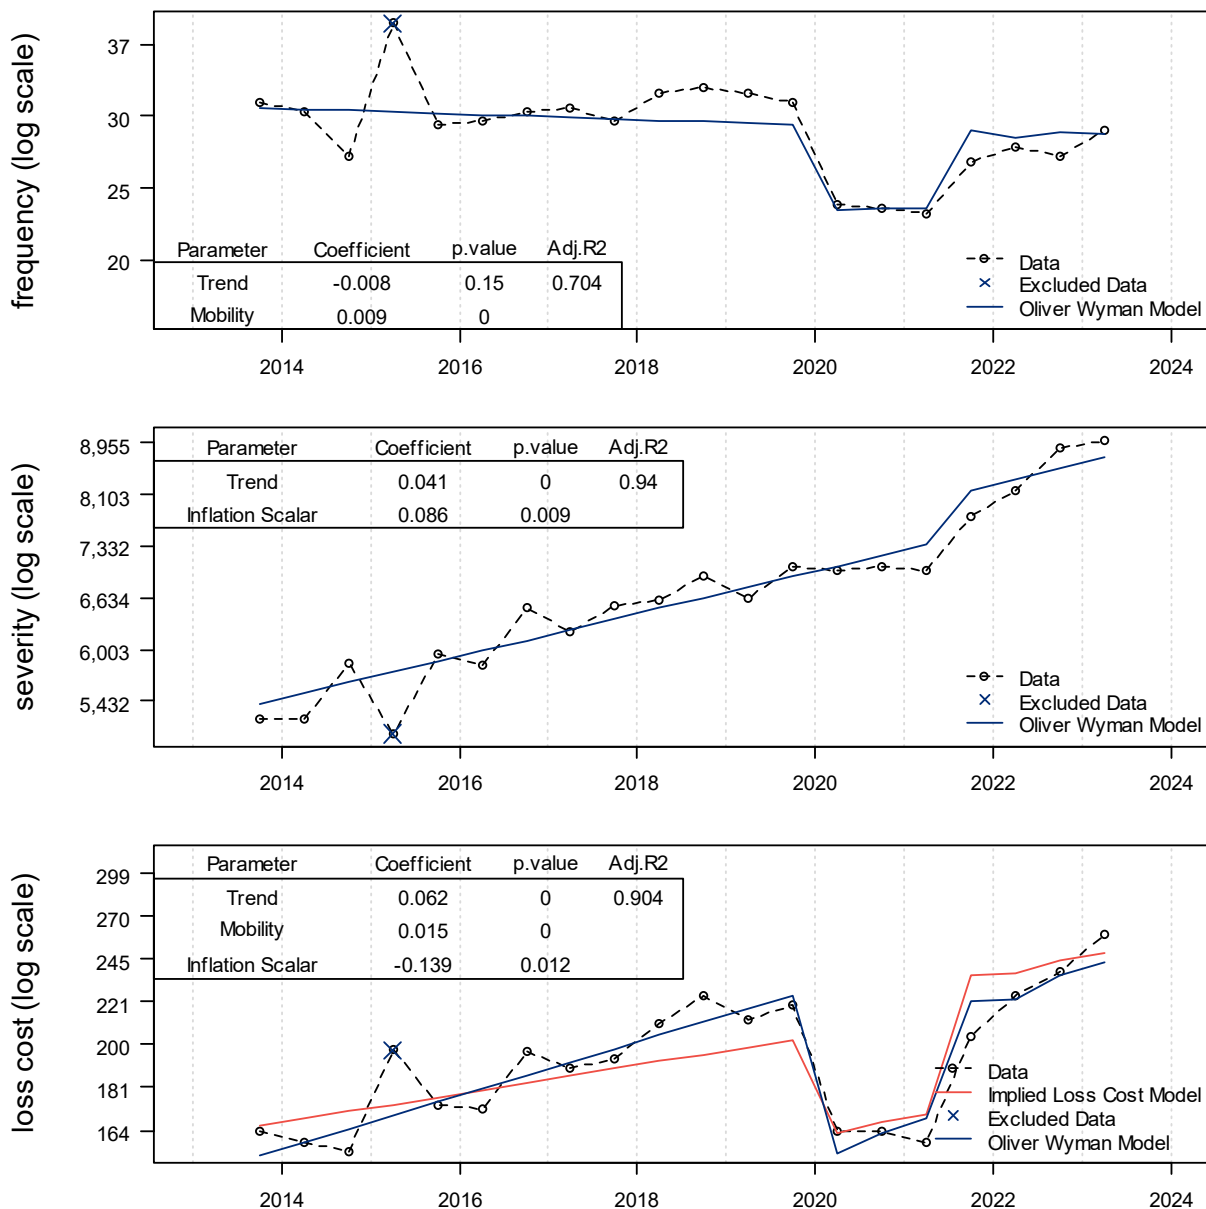 frequency (log scale)
37
30
25
20
Parameter Coefficient p.value Adj.R2
Trend -0.008 0.15 0.704
Mobility 0.009 0
Data
Excluded Data
Oliver Wyman Model
2014 2016 2018 2020 2022 2024
severity (log scale)
8,955
8,103
7,332
6,634
6,003
5,432
Parameter Coefficient p.value Adj.R2
Trend 0.041 0 0.94
Inflation Scalar 0.086 0.009
Data
Excluded Data
Oliver Wyman Model
2014 2016 2018 2020 2022 2024
loss cost (log scale)
299
270
245
221
200
181
164
Parameter Coefficient p.value Adj.R2
Trend 0.062 0 0.904
Mobility 0.015 0
Inflation Scalar -0.139 0.012
Data
Implied Loss Cost Model
Excluded Data
Oliver Wyman Model
2014 2016 2018 2020 2022 2024